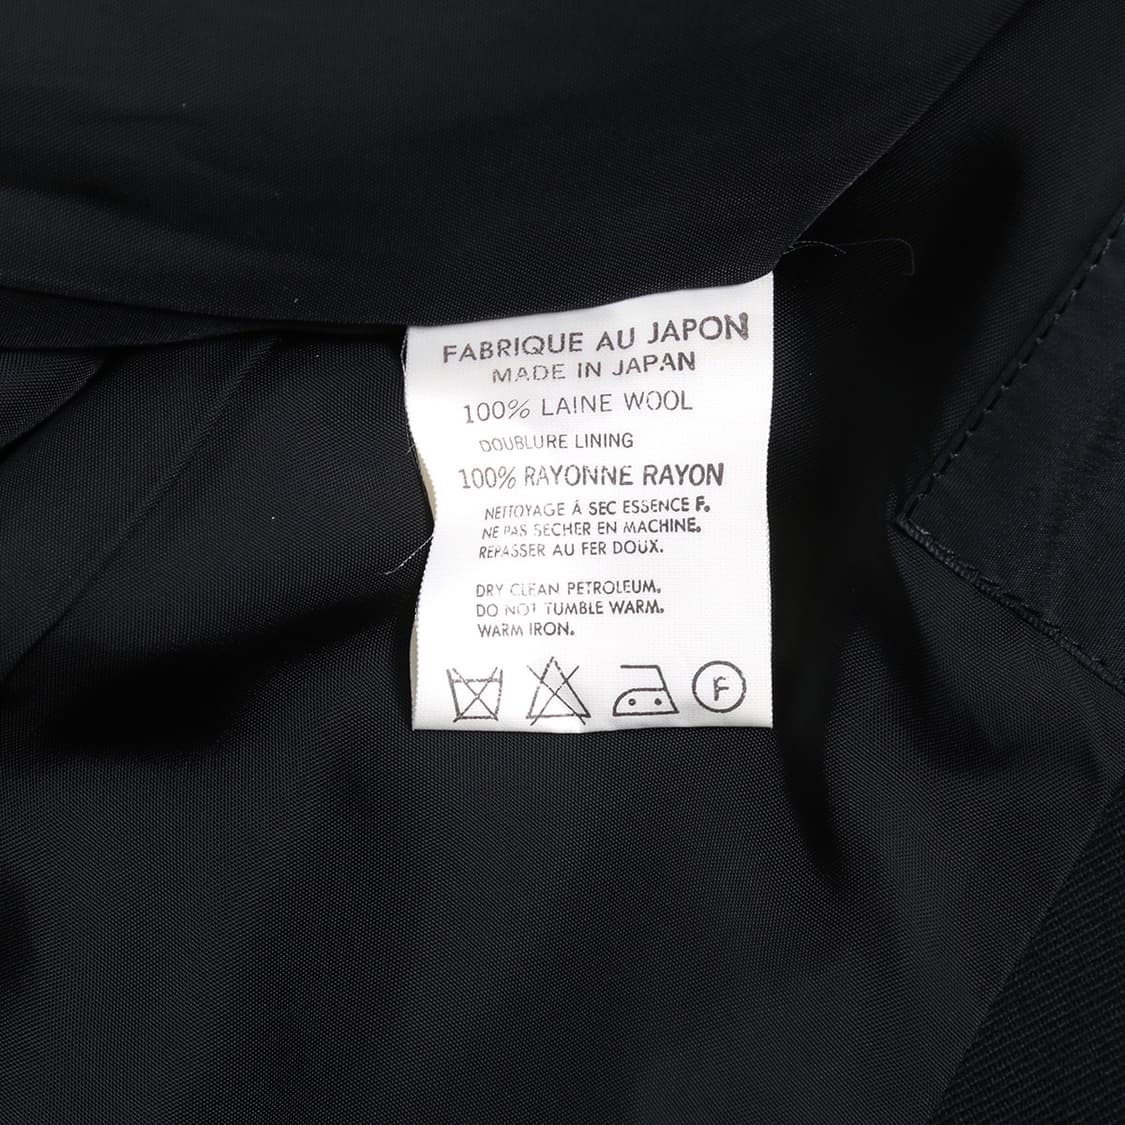 FABRIQUE AU JAPON
MADE IN JAPAN
100% LAINE WOOL
DOUBLURE LINING
100% RAYONNE RAYON
NETTOYAGE À SEC ESSENCE F.
NE PAS SECHER EN MACHINE.
REPASSER AU FER DOUX.
DRY CLEAN PETROLEUM.
DO NOT TUMBLE WARM.
WARM IRON.
F